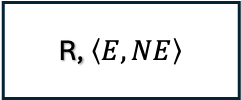 R, ⟨E, NE⟩